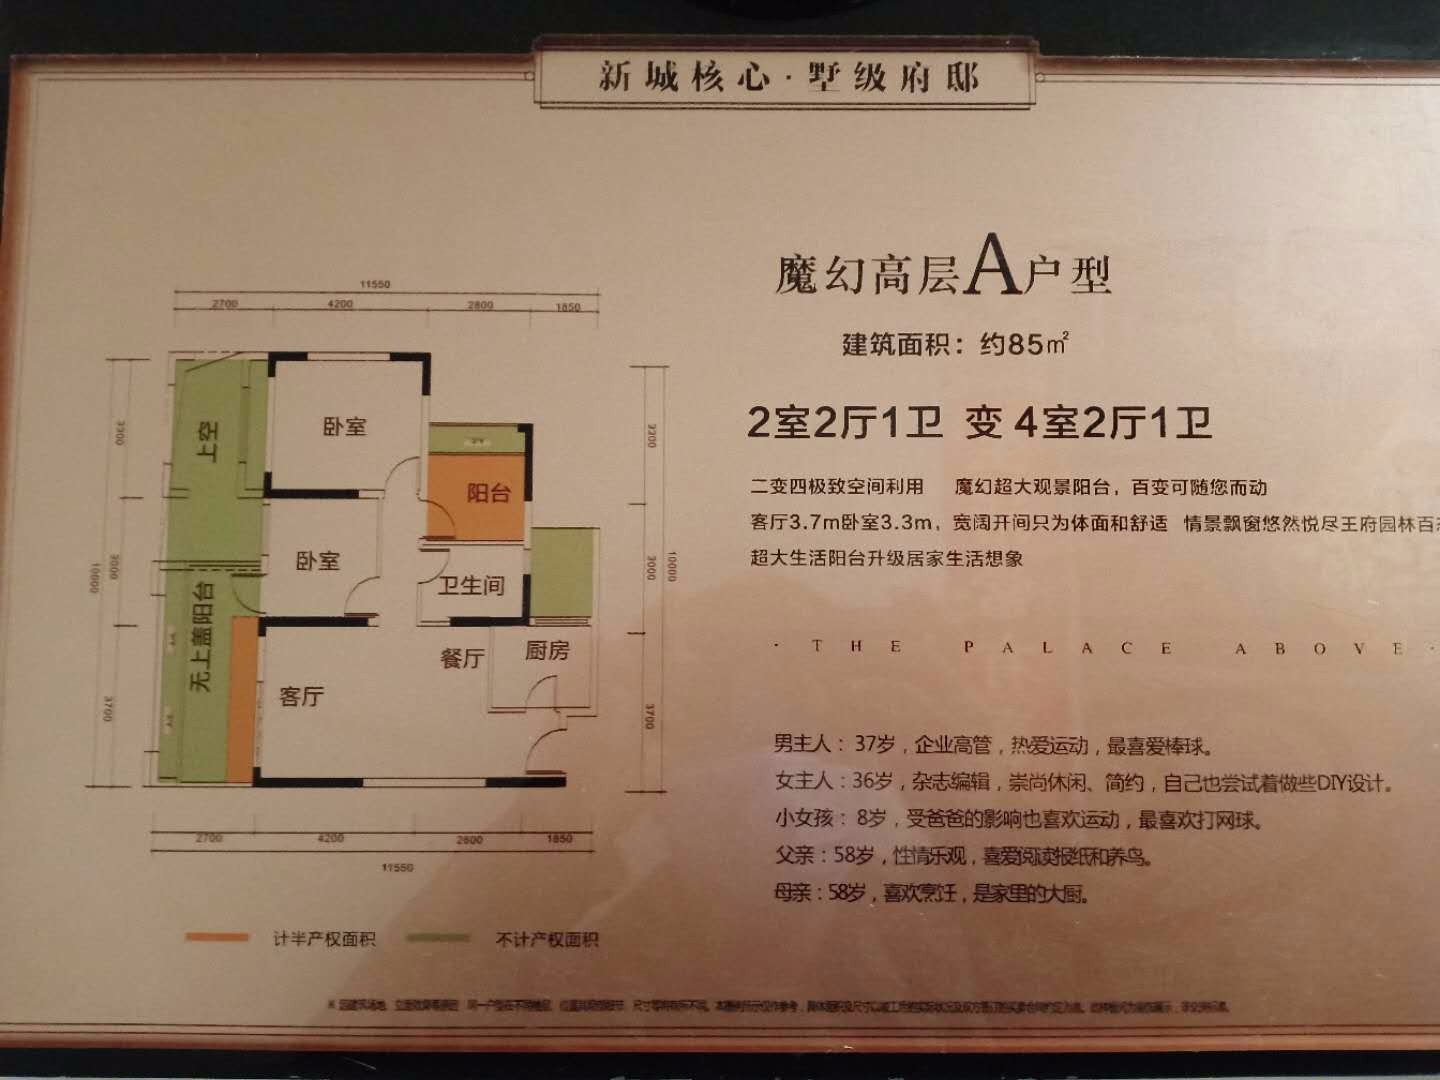 新城核心·墅级府邸
魔幻高层A户型
建筑面积：约85㎡
2室2厅1卫 变 4室2厅1卫
二变四极致空间利用 魔幻超大观景阳台，百变可随您而动
客厅3.7m卧室3.3m，宽阔开间只为体面和舒适 情景飘窗悠然悦尽王府园林百
超大生活阳台升级居家生活想象
· THE PALACE ABOVE ·
男主人：37岁，企业高管，热爱运动，最喜爱棒球。
女主人：36岁，杂志编辑，崇尚休闲、简约，自己也尝试着做些DIY设计。
小女孩：8岁，受爸爸的影响也喜欢运动，最喜欢打网球。
父亲：58岁，性情乐观，喜爱阅读报纸和养鸟。
母亲：58岁，喜欢烹饪，是家里的大厨。
11550
2700 4200 2800 1850
3300
3000
10000
3700
上空
卧室
阳台
卧室
卫生间
无上盖阳台
餐厅
厨房
客厅
3300
3000
10000
3700
2700 4200 2800 1850
11550
计半产权面积 不计产权面积